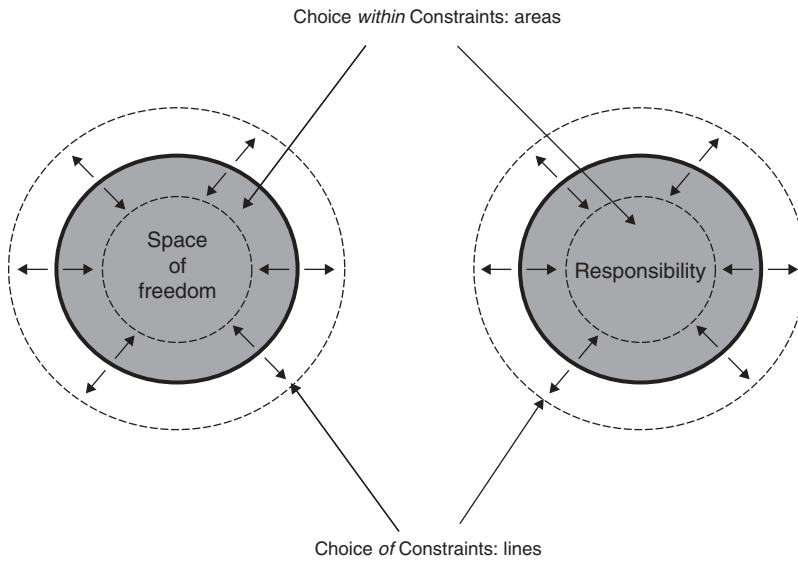 Choice within Constraints: areas
Space
of
freedom
Responsibility
Choice of Constraints: lines